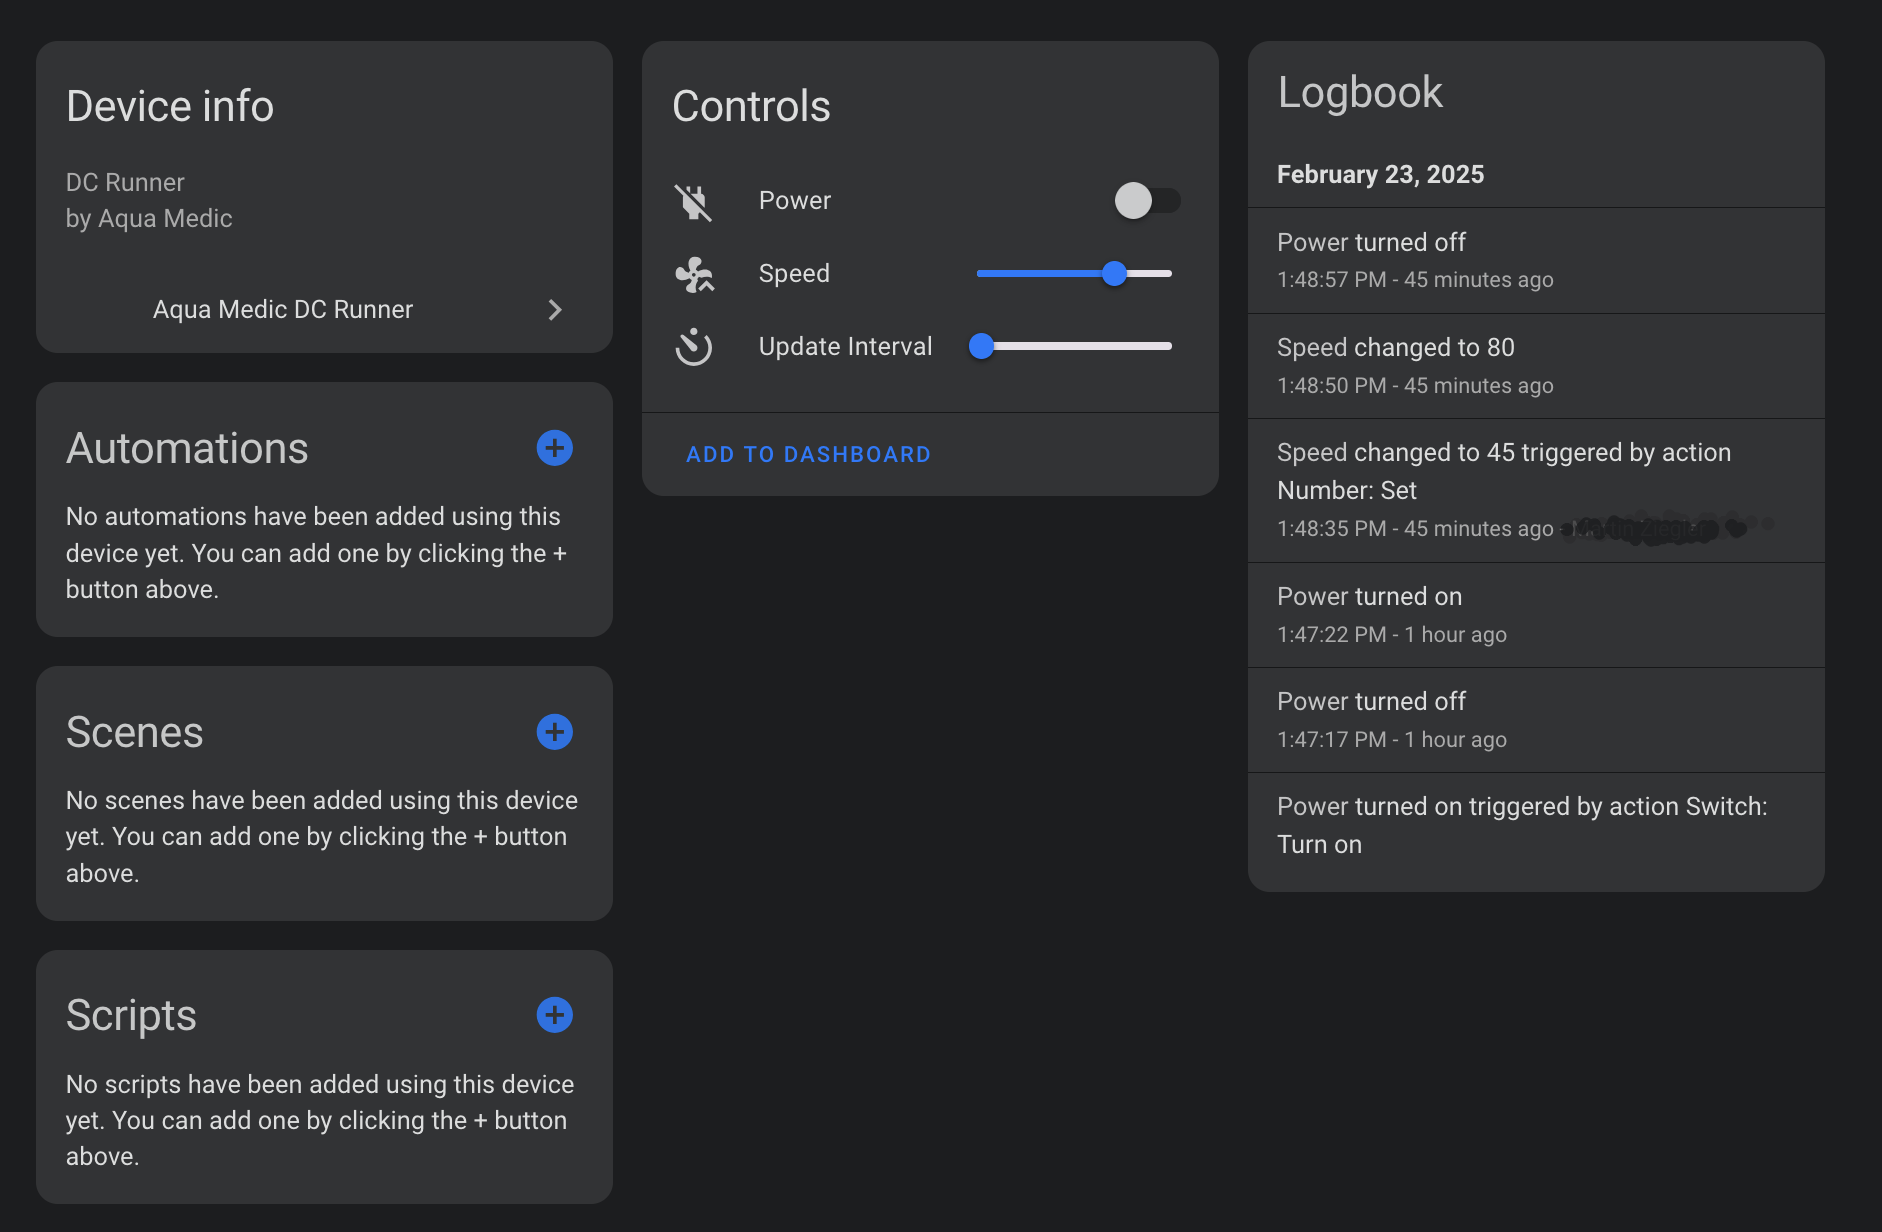 Device info
DC Runner
by Aqua Medic
Aqua Medic DC Runner
Automations
No automations have been added using this
device yet. You can add one by clicking the +
button above.
Scenes
No scenes have been added using this device
yet. You can add one by clicking the + button
above.
Scripts
No scripts have been added using this device
yet. You can add one by clicking the + button
above.
Controls
Power
Speed
Update Interval
ADD TO DASHBOARD
Logbook
February 23, 2025
Power turned off
1:48:57 PM - 45 minutes ago
Speed changed to 80
1:48:50 PM - 45 minutes ago
Speed changed to 45 triggered by action
Number: Set
1:48:35 PM - 45 minutes ago -
Power turned on
1:47:22 PM - 1 hour ago
Power turned off
1:47:17 PM - 1 hour ago
Power turned on triggered by action Switch:
Turn on